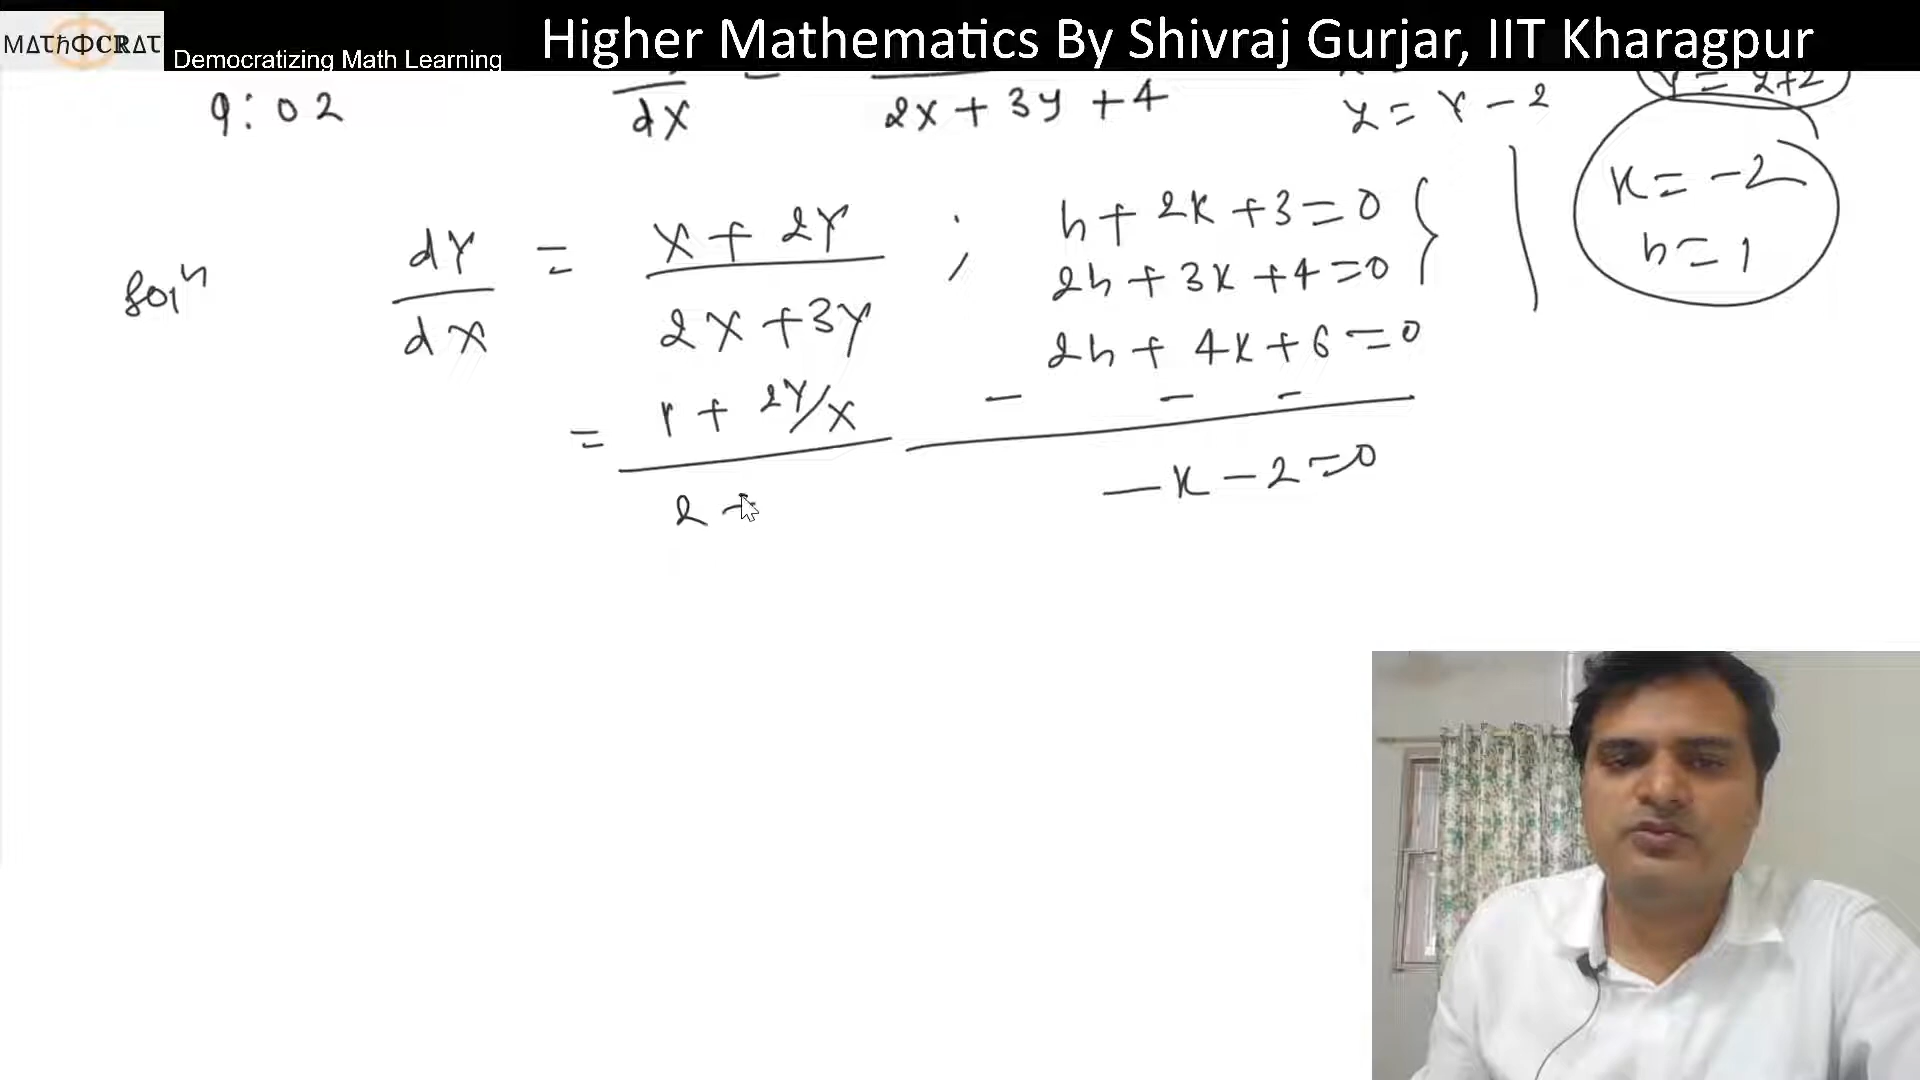 MΔTħΦCRΔT
Democratizing Math Learning
Higher Mathematics By Shivraj Gurjar, IIT Kharagpur
Q: 02
dx
2x + 3y + 4
y = Y - 2
Y = y+2
Solⁿ
dY/dX = (X + 2Y)/(2X + 3Y) ;
h + 2k + 3 = 0 }
2h + 3k + 4 = 0
2h + 4k + 6 = 0
- - -
-k - 2 = 0
k = -2
h = 1
= 1 + 2Y/X
2 +